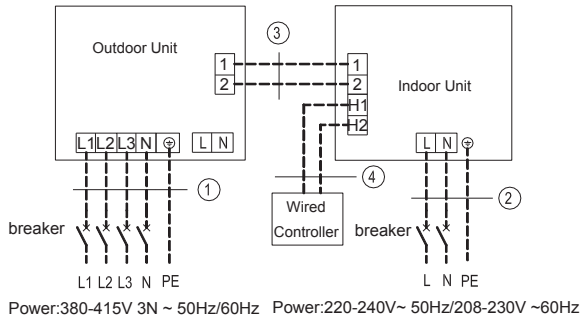 Outdoor Unit
1
2
L1 L2 L3 N
L N
3
1
2
H1
H2
Indoor Unit
L N
1
breaker
L1 L2 L3 N PE
Power:380-415V 3N ~ 50Hz/60Hz
4
Wired
Controller
2
breaker
L N PE
Power:220-240V~ 50Hz/208-230V ~60Hz